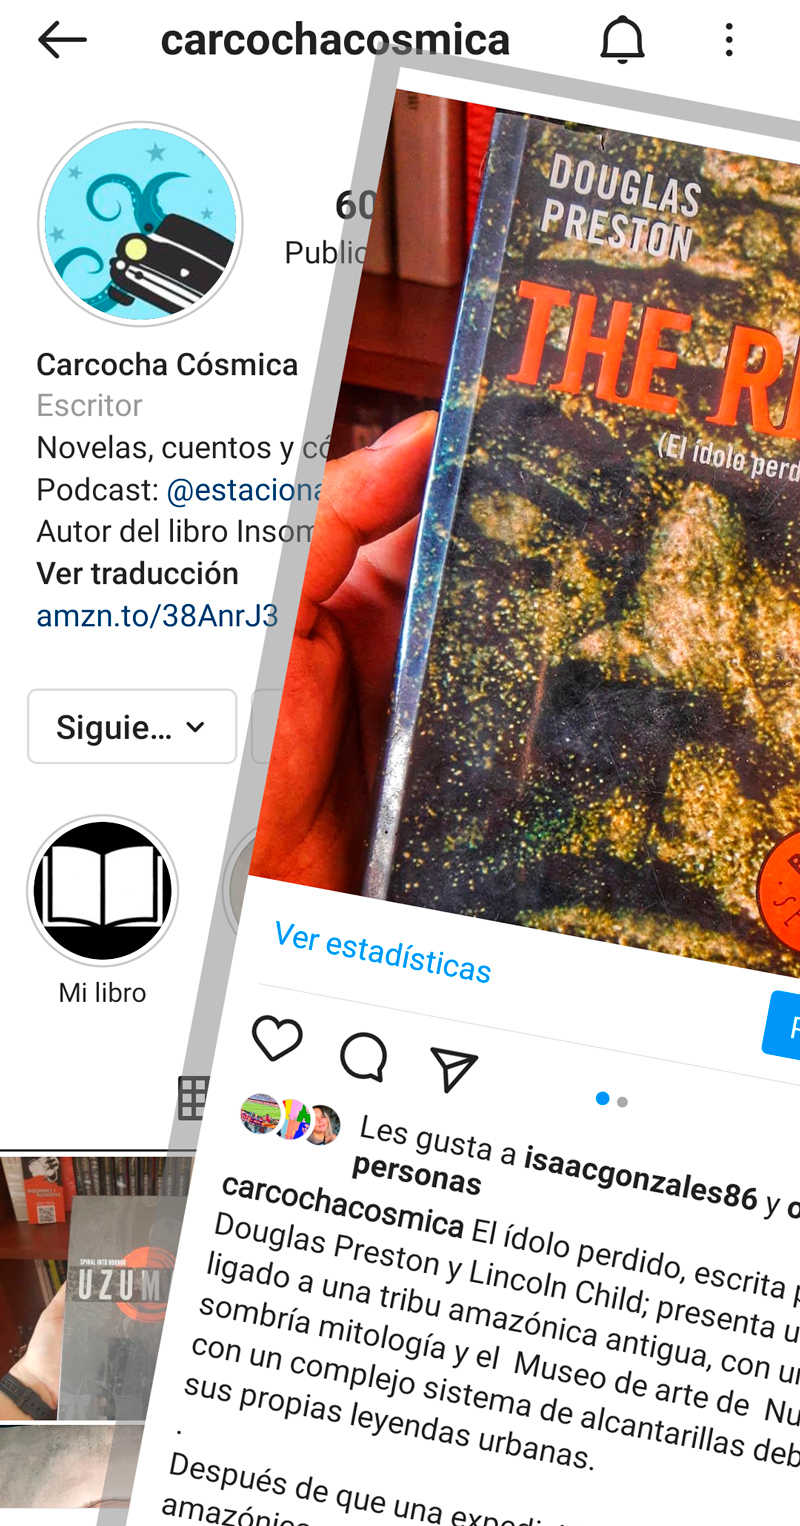 carcochacosmica
60
Public
Carcocha Cósmica
Escritor
Novelas, cuentos y có
Podcast: @estaciona
Autor del libro Insom
Ver traducción
amzn.to/38AnrJ3
Siguie...
Mi libro
SPIRAL INTO HORROR
UZUM
DOUGLAS
PRESTON
THE R
(El ídolo perd
Ver estadísticas
Les gusta a isaacgonzales86 y o
personas
carcochacosmica El ídolo perdido, escrita p
Douglas Preston y Lincoln Child; presenta u
ligado a una tribu amazónica antigua, con u
sombría mitología y el Museo de arte de Nu
con un complejo sistema de alcantarillas deb
sus propias leyendas urbanas.
.
Después de que una expedi
amazónic